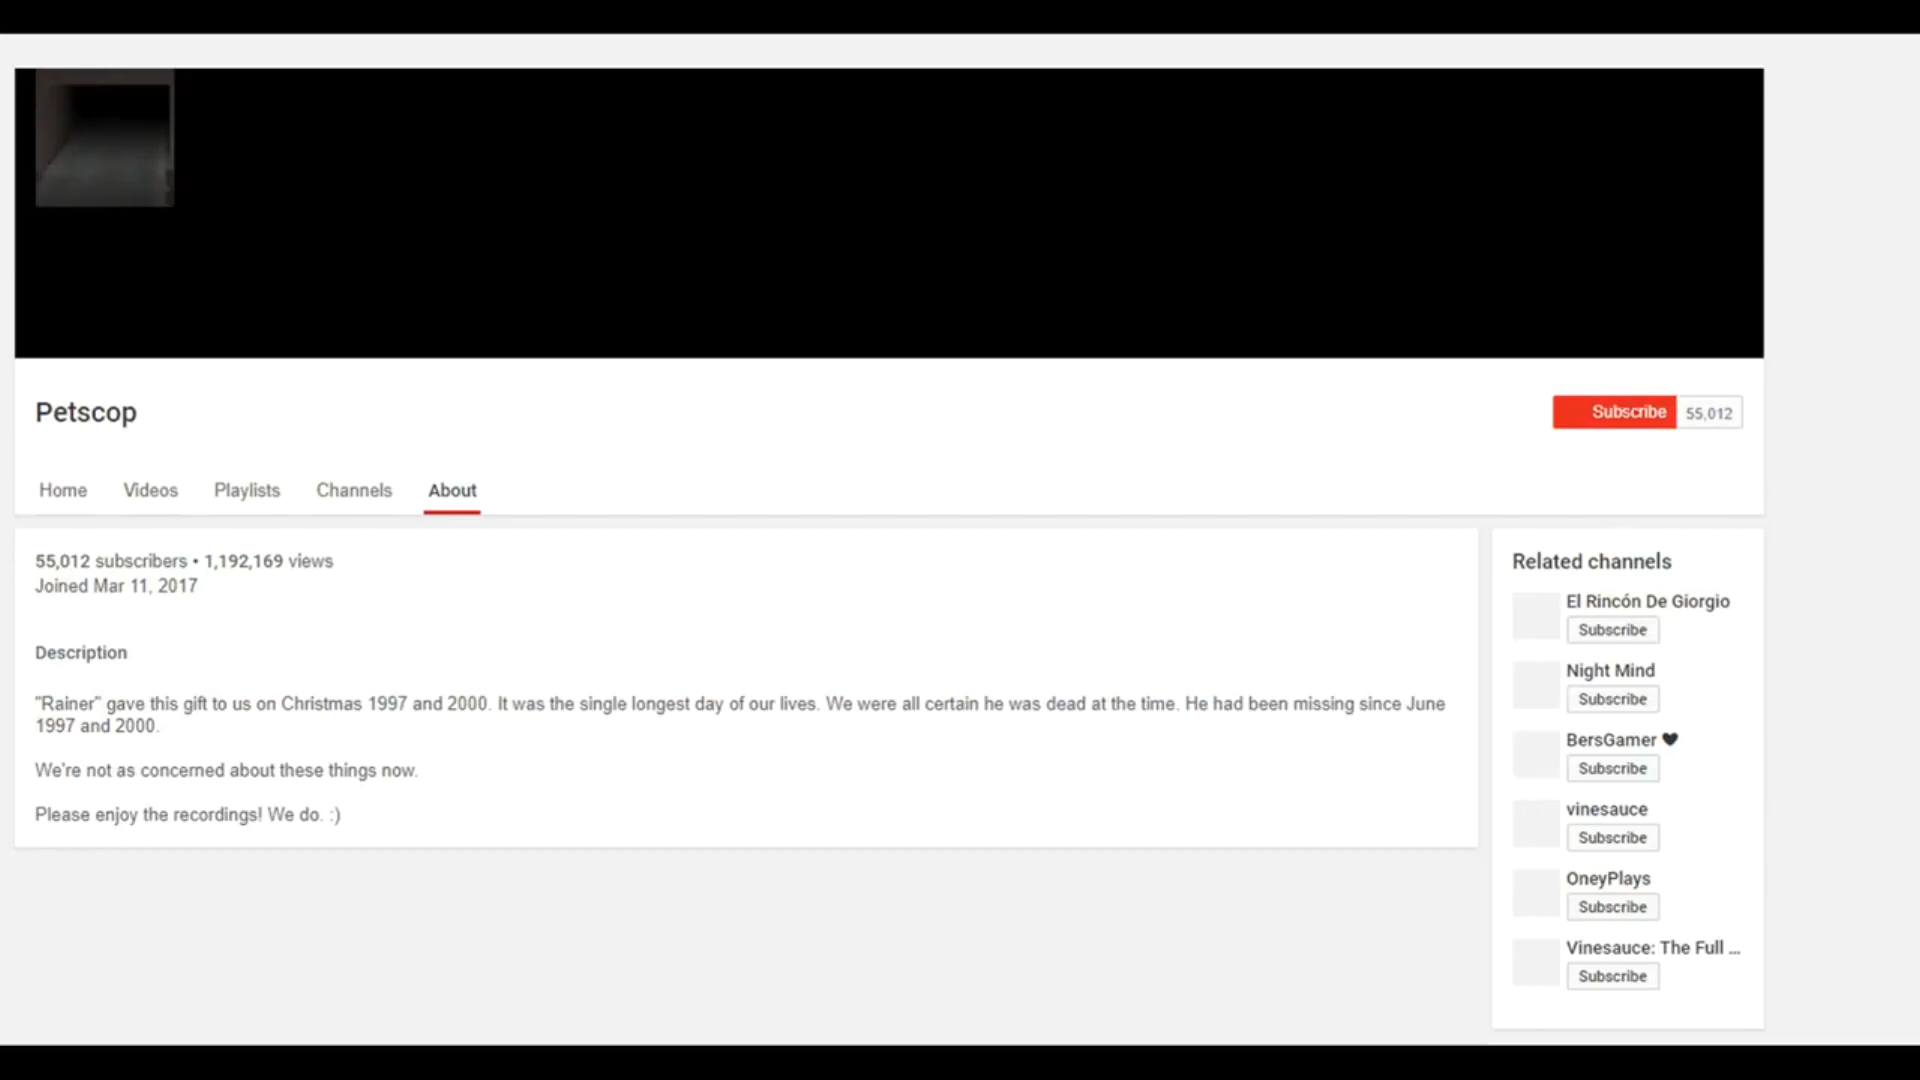 Petscop
Subscribe 55,012
Home Videos Playlists Channels About
55,012 subscribers • 1,192,169 views
Joined Mar 11, 2017
Description
"Rainer" gave this gift to us on Christmas 1997 and 2000. It was the single longest day of our lives. We were all certain he was dead at the time. He had been missing since June
1997 and 2000.
We're not as concerned about these things now.
Please enjoy the recordings! We do. :)
Related channels
El Rincón De Giorgio
Subscribe
Night Mind
Subscribe
BersGamer ♥
Subscribe
vinesauce
Subscribe
OneyPlays
Subscribe
Vinesauce: The Full ...
Subscribe